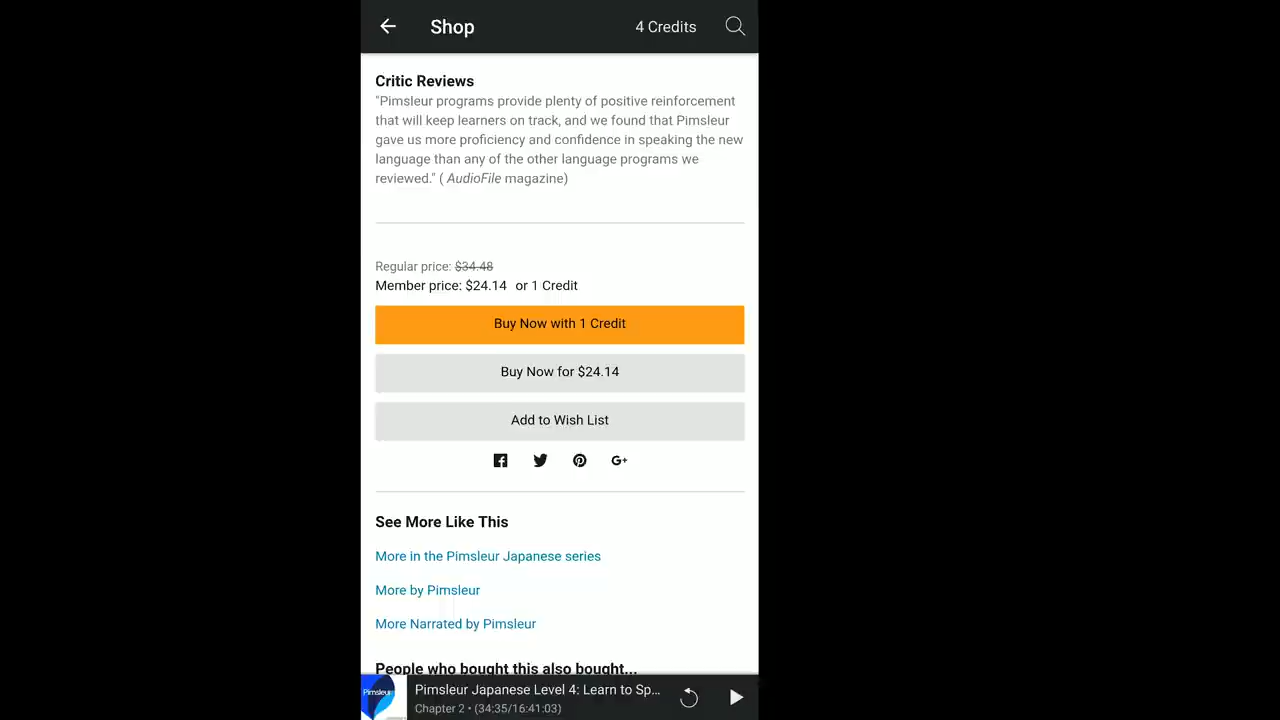 Shop
4 Credits
Critic Reviews
"Pimsleur programs provide plenty of positive reinforcement
that will keep learners on track, and we found that Pimsleur
gave us more proficiency and confidence in speaking the new
language than any of the other language programs we
reviewed." ( AudioFile magazine)
Regular price: $34.48
Member price: $24.14 or 1 Credit
Buy Now with 1 Credit
Buy Now for $24.14
Add to Wish List
G+
See More Like This
More in the Pimsleur Japanese series
More by Pimsleur
More Narrated by Pimsleur
People who bought this also bought...
Pimsleur
Pimsleur Japanese Level 4: Learn to Sp...
Chapter 2 • (34:35/16:41:03)